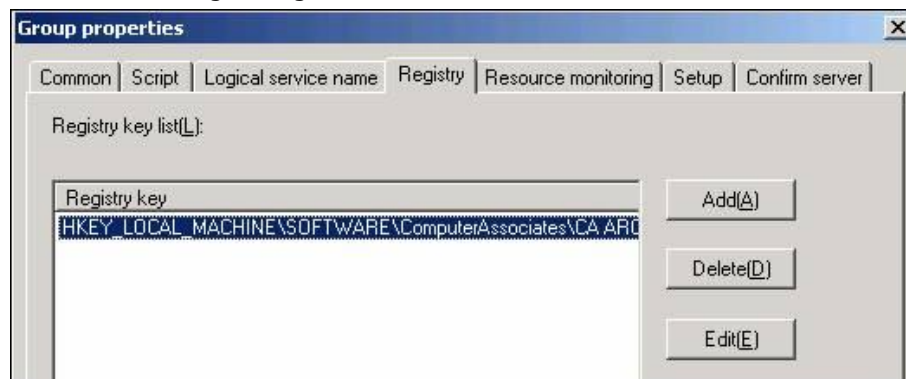 Group properties
Common Script Logical service name Registry Resource monitoring Setup Confirm server
Registry key list(L):
Registry key
Add(A)
HKEY_LOCAL_MACHINE\SOFTWARE\ComputerAssociates\CA ARC
Delete(D)
Edit(E)